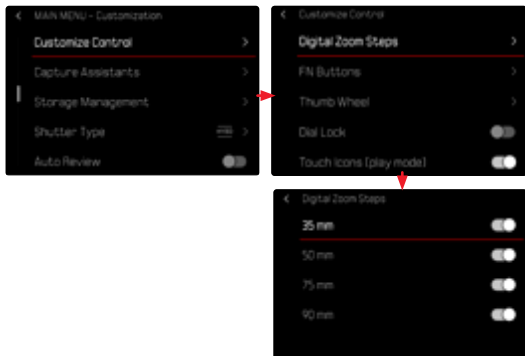 MAIN MENU - Customization
Customize Control
Capture Assistants
Storage Management
Shutter Type
Auto Review
Customize Control
Digital Zoom Steps
FN Buttons
Thumb Wheel
Dial Lock
Touch Icons (play mode)
Digital Zoom Steps
35 mm
50 mm
75 mm
90 mm